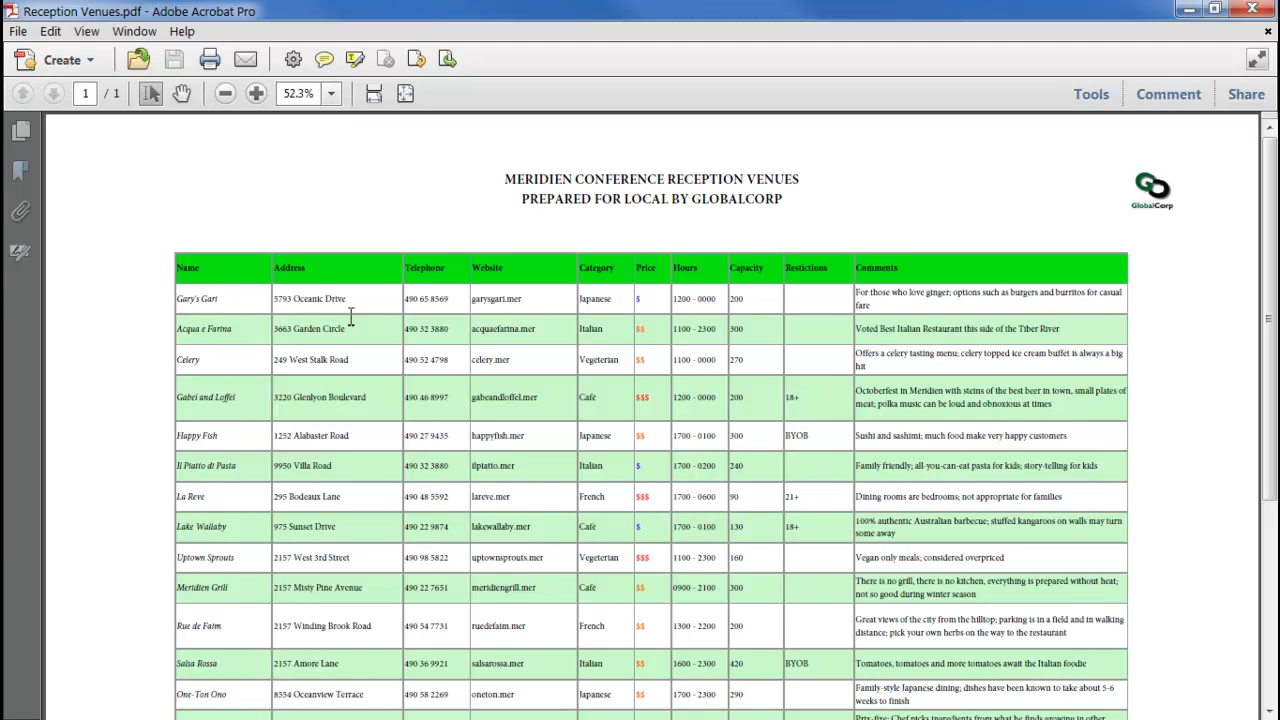 Reception Venues.pdf - Adobe Acrobat Pro
File Edit View Window Help
Create
1 / 1 52.3% Tools Comment Share
MERIDIEN CONFERENCE RECEPTION VENUES
PREPARED FOR LOCAL BY GLOBALCORP
GlobalCorp
Name Address Telephone Website Category Price Hours Capacity Restictions Comments
Gary's Gari 5793 Oceanic Drive 490 65 8569 garysgari.mer Japanese $ 1200 - 0000 200 For those who love ginger; options such as burgers and burritos for casual
fare
Acqua e Farina 3663 Garden Circle 490 32 3880 acquaefarina.mer Italian $$ 1100 - 2300 300 Voted Best Italian Restaurant this side of the Tiber River
Celery 249 West Stalk Road 490 52 4798 celery.mer Vegeterian $$ 1100 - 0000 270 Offers a celery tasting menu; celery topped ice cream buffet is always a big
hit
Gabei and Loffel 3220 Glenlyon Boulevard 490 46 8997 gabeandloffel.mer Café $$$ 1200 - 0000 200 18+ Octoberfest in Meridien with steins of the best beer in town, small plates of
meat; polka music can be loud and obnoxious at times
Happy Fish 1252 Alabaster Road 490 27 9435 happyfish.mer Japanese $$ 1700 - 0100 300 BYOB Sushi and sashimi; much food make very happy customers
Il Piatto di Pasta 9950 Villa Road 490 32 3880 ilpiatto.mer Italian $ 1700 - 0200 240 Family friendly; all-you-can-eat pasta for kids; story-telling for kids
La Reve 295 Bodeaux Lane 490 48 5592 lareve.mer French $$$ 1700 - 0600 90 21+ Dining rooms are bedrooms; not appropriate for families
Lake Wallaby 975 Sunset Drive 490 22 9874 lakewallaby.mer Café $ 1700 - 0100 130 18+ 100% authentic Australian barbecue; stuffed kangaroos on walls may turn
some away
Uptown Sprouts 2157 West 3rd Street 490 98 5822 uptownsprouts.mer Vegeterian $$$ 1100 - 2300 160 Vegan only meals; considered overpriced
Meridien Grill 2157 Misty Pine Avenue 490 22 7651 meridiengrill.mer Café $$ 0900 - 2100 300 There is no grill, there is no kitchen, everything is prepared without heat;
not so good during winter season
Rue de Faim 2157 Winding Brook Road 490 54 7731 ruedefaim.mer French $$ 1300 - 2200 200 Great views of the city from the hilltop; parking is in a field and in walking
distance; pick your own herbs on the way to the restaurant
Salsa Rossa 2157 Amore Lane 490 36 9921 salsarossa.mer Italian $$ 1600 - 2300 420 BYOB Tomatoes, tomatoes and more tomatoes await the Italian foodie
One-Ton Ono 8554 Oceanview Terrace 490 58 2269 oneton.mer Japanese $$ 1700 - 2300 290 Family-style Japanese dining; dishes have been known to take about 5-6
weeks to finish
Prix-fixe; Chef picks ingredients from what he finds growing in other